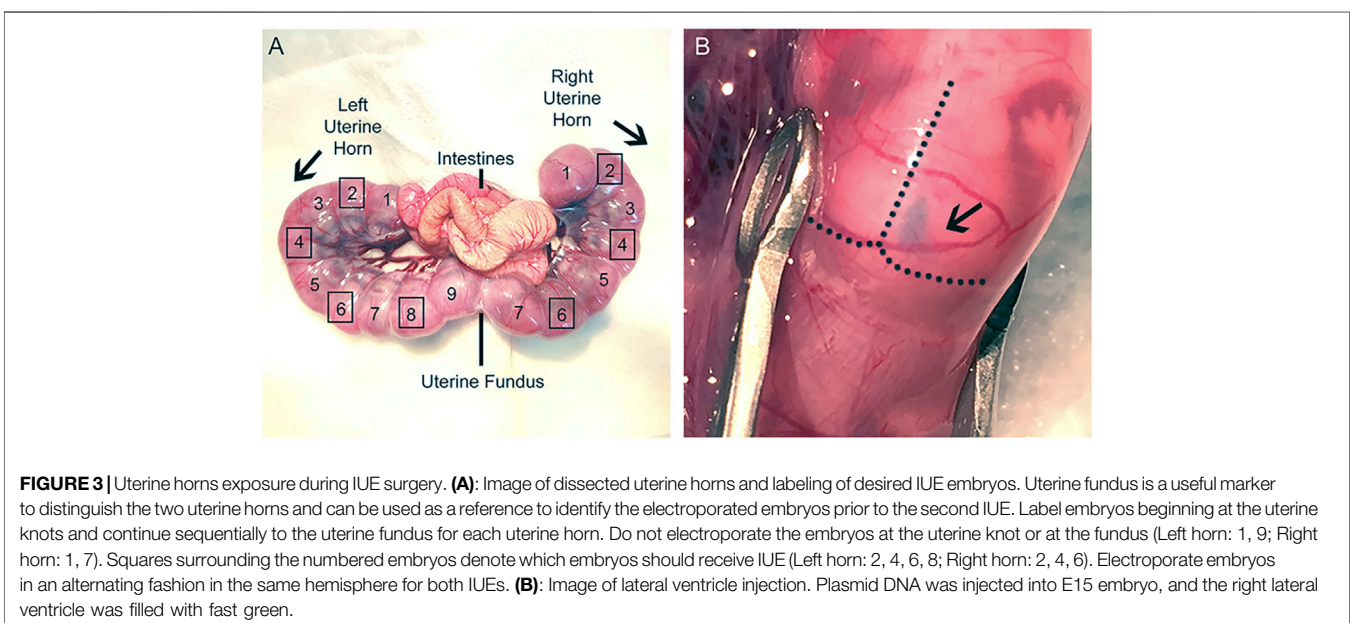 A
Left
Uterine
Horn
Intestines
Right
Uterine
Horn
1
2
3
4
5
6
7
8
9
1
2
3
4
5
6
7
Uterine Fundus
B
FIGURE 3 | Uterine horns exposure during IUE surgery. (A): Image of dissected uterine horns and labeling of desired IUE embryos. Uterine fundus is a useful marker
to distinguish the two uterine horns and can be used as a reference to identify the electroporated embryos prior to the second IUE. Label embryos beginning at the uterine
knots and continue sequentially to the uterine fundus for each uterine horn. Do not electroporate the embryos at the uterine knot or at the fundus (Left horn: 1, 9; Right
horn: 1, 7). Squares surrounding the numbered embryos denote which embryos should receive IUE (Left horn: 2, 4, 6, 8; Right horn: 2, 4, 6). Electroporate embryos
in an alternating fashion in the same hemisphere for both IUEs. (B): Image of lateral ventricle injection. Plasmid DNA was injected into E15 embryo, and the right lateral
ventricle was filled with fast green.